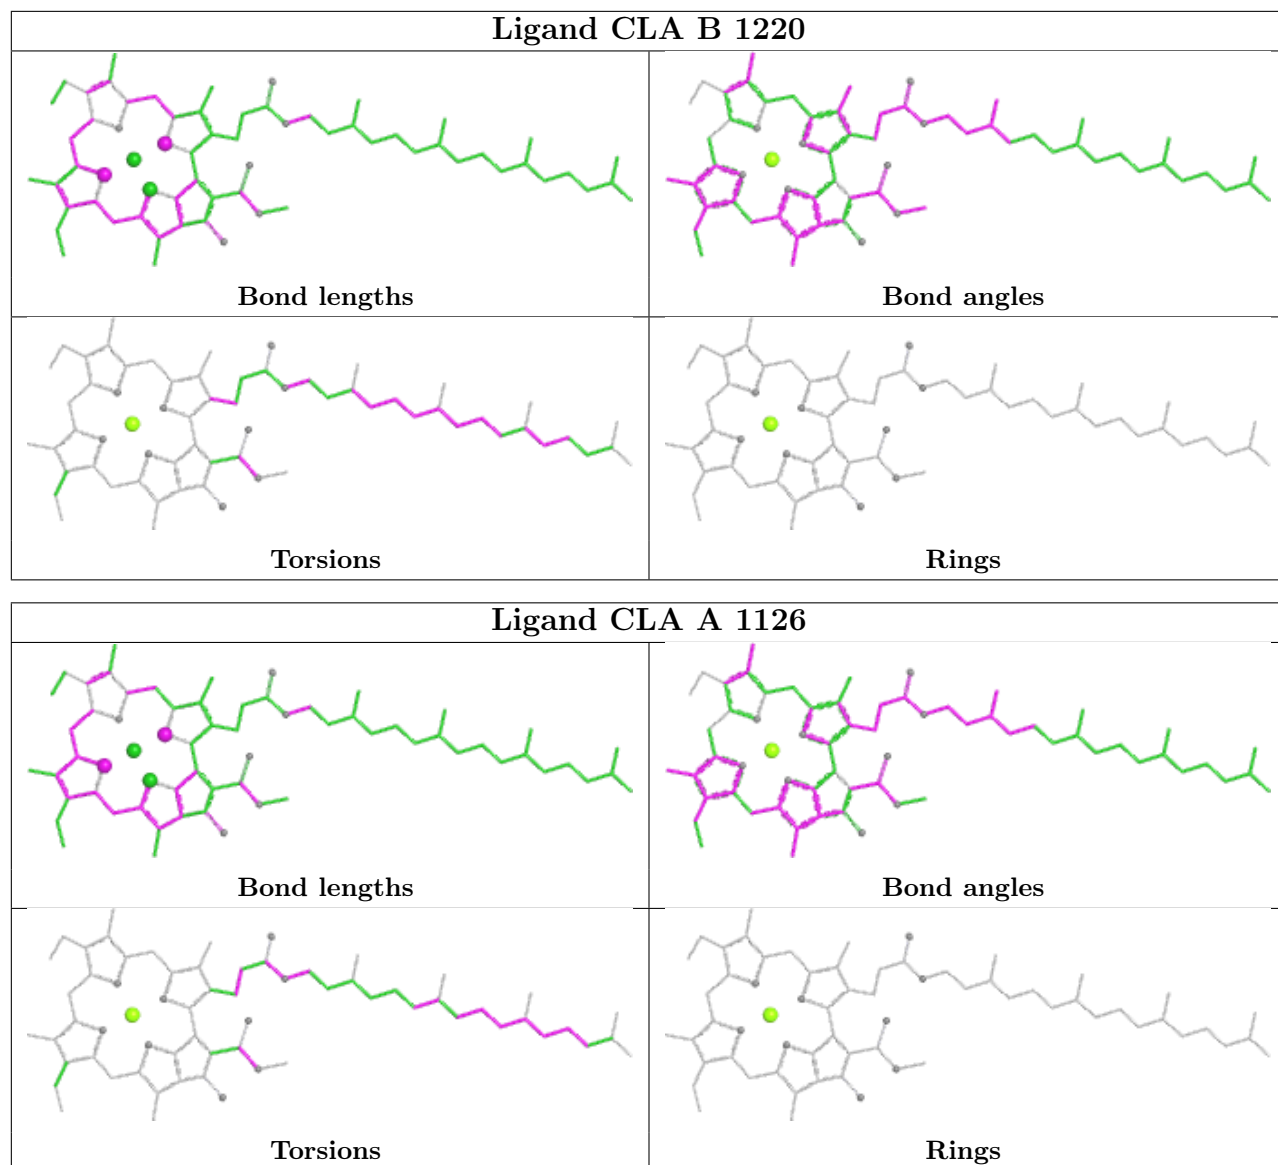 Ligand CLA B 1220
Bond lengths
Bond angles
Torsions
Rings
Ligand CLA A 1126
Bond lengths
Bond angles
Torsions
Rings